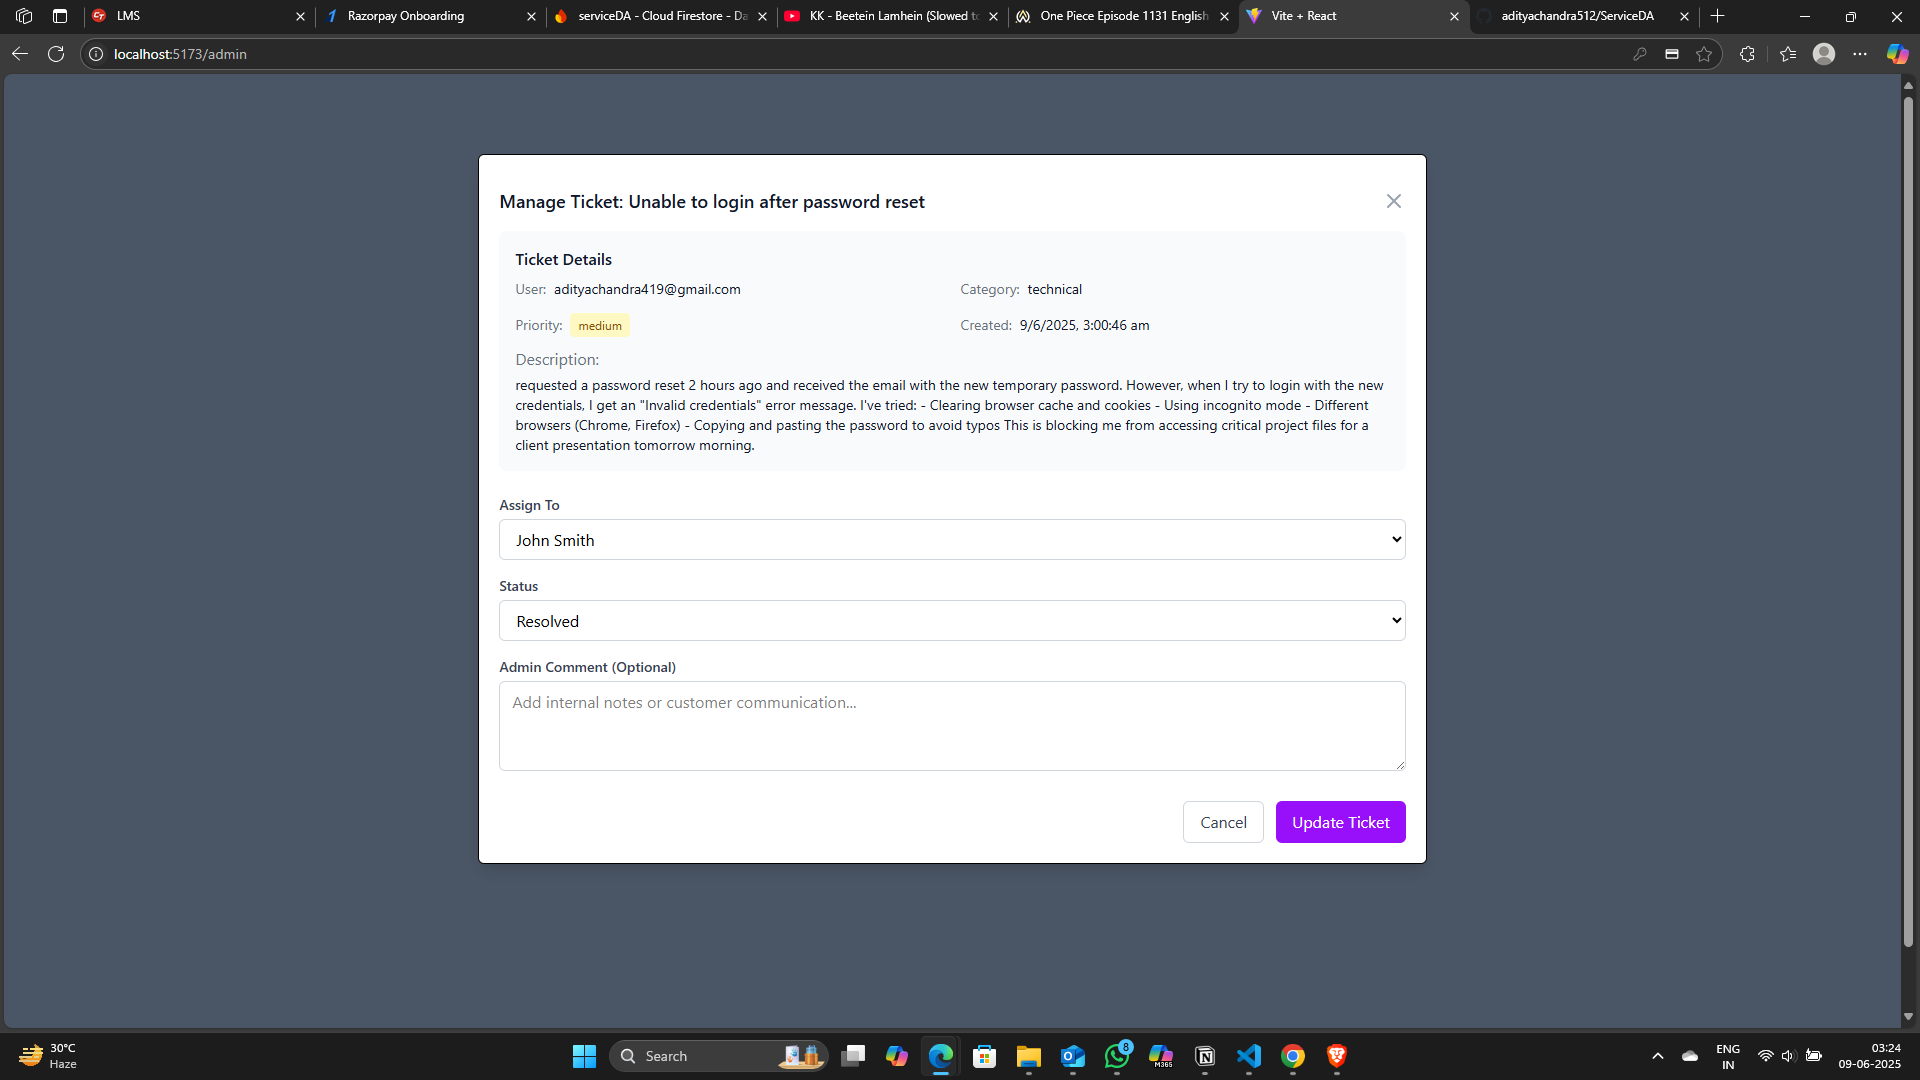 LMS
Razorpay Onboarding
serviceDA - Cloud Firestore - Da
KK - Beetein Lamhein (Slowed to
One Piece Episode 1131 English
Vite + React
adityachandra512/ServiceDA
localhost:5173/admin
Manage Ticket: Unable to login after password reset
Ticket Details
User: adityachandra419@gmail.com
Category: technical
Priority: medium
Created: 9/6/2025, 3:00:46 am
Description:
requested a password reset 2 hours ago and received the email with the new temporary password. However, when I try to login with the new
credentials, I get an "Invalid credentials" error message. I've tried: - Clearing browser cache and cookies - Using incognito mode - Different
browsers (Chrome, Firefox) - Copying and pasting the password to avoid typos This is blocking me from accessing critical project files for a
client presentation tomorrow morning.
Assign To
John Smith
Status
Resolved
Admin Comment (Optional)
Add internal notes or customer communication...
Cancel
Update Ticket
30°C
Haze
Search
8
M365
ENG
IN
03:24
09-06-2025